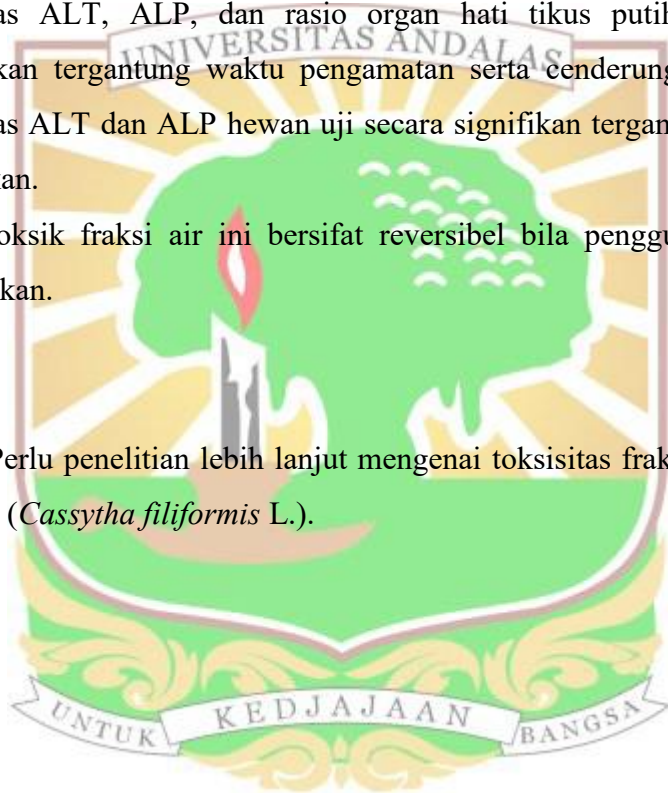 as ALT, ALP, dan rasio organ hati tikus putih
UNIVERSITAS ANDALAS
kan tergantung waktu pengamatan serta cenderung
as ALT dan ALP hewan uji secara signifikan tergan
kan.
oksik fraksi air ini bersifat reversibel bila penggu
ikan.
Perlu penelitian lebih lanjut mengenai toksisitas frak
(Cassytha filiformis L.).
UNTUK KEDJAJAAN BANGSA